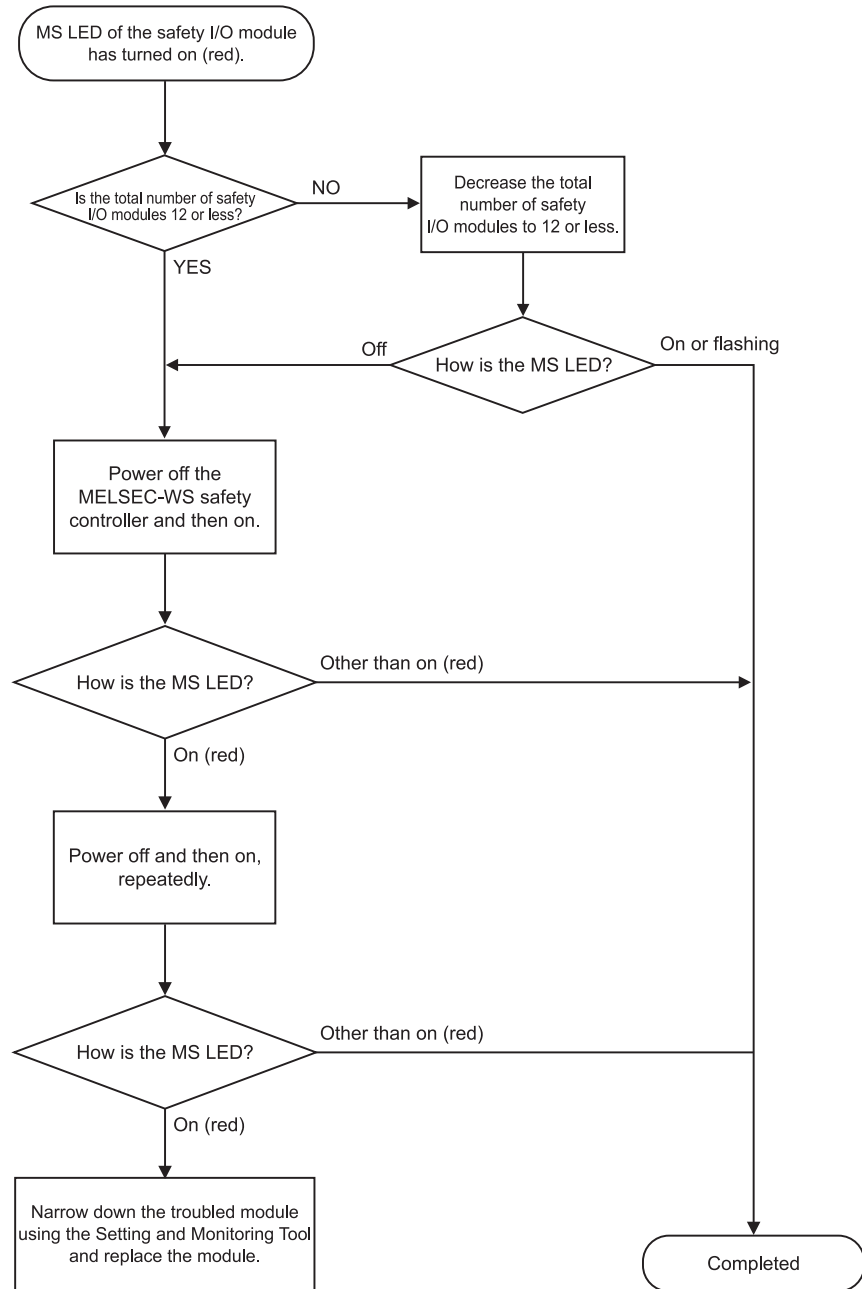 MS LED of the safety I/O module
has turned on (red).
Is the total number of safety
I/O modules 12 or less?
NO
Decrease the total
number of safety
I/O modules to 12 or less.
YES
Off
How is the MS LED?
On or flashing
Power off the
MELSEC-WS safety
controller and then on.
How is the MS LED?
Other than on (red)
On (red)
Power off and then on,
repeatedly.
How is the MS LED?
Other than on (red)
On (red)
Narrow down the troubled module
using the Setting and Monitoring Tool
and replace the module.
Completed